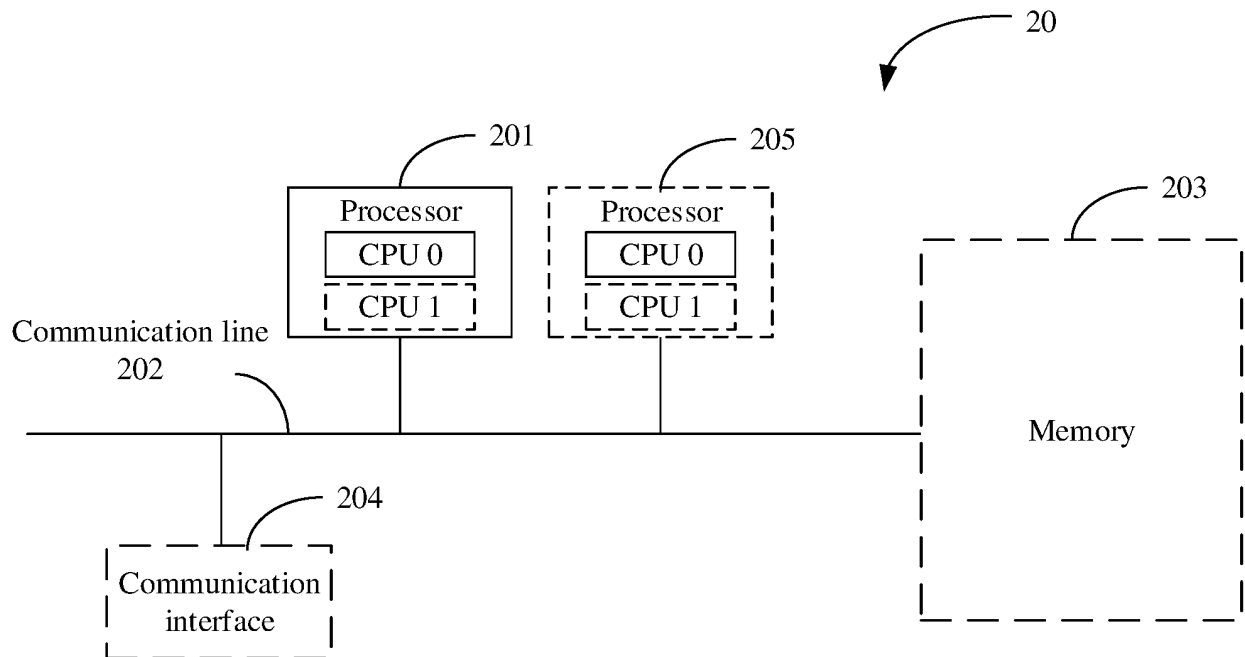 20
201
205
203
Processor
CPU 0
CPU 1
Processor
CPU 0
CPU 1
Communication line
202
Memory
204
Communication
interface